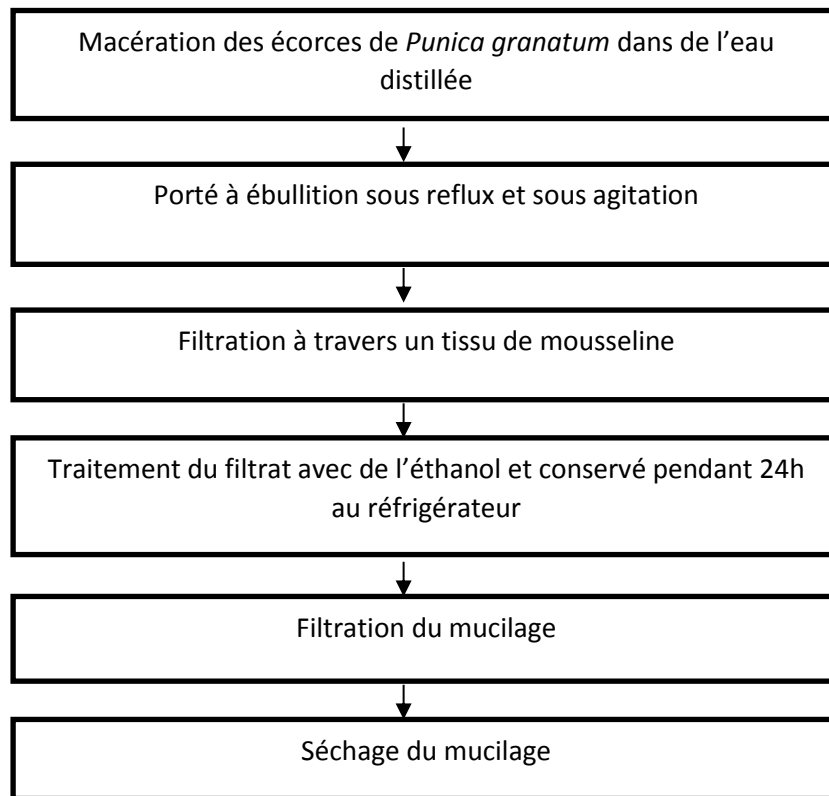 Macération des écorces de Punica granatum dans de l’eau
distillée
Porté à ébullition sous reflux et sous agitation
Filtration à travers un tissu de mousseline
Traitement du filtrat avec de l’éthanol et conservé pendant 24h
au réfrigérateur
Filtration du mucilage
Séchage du mucilage